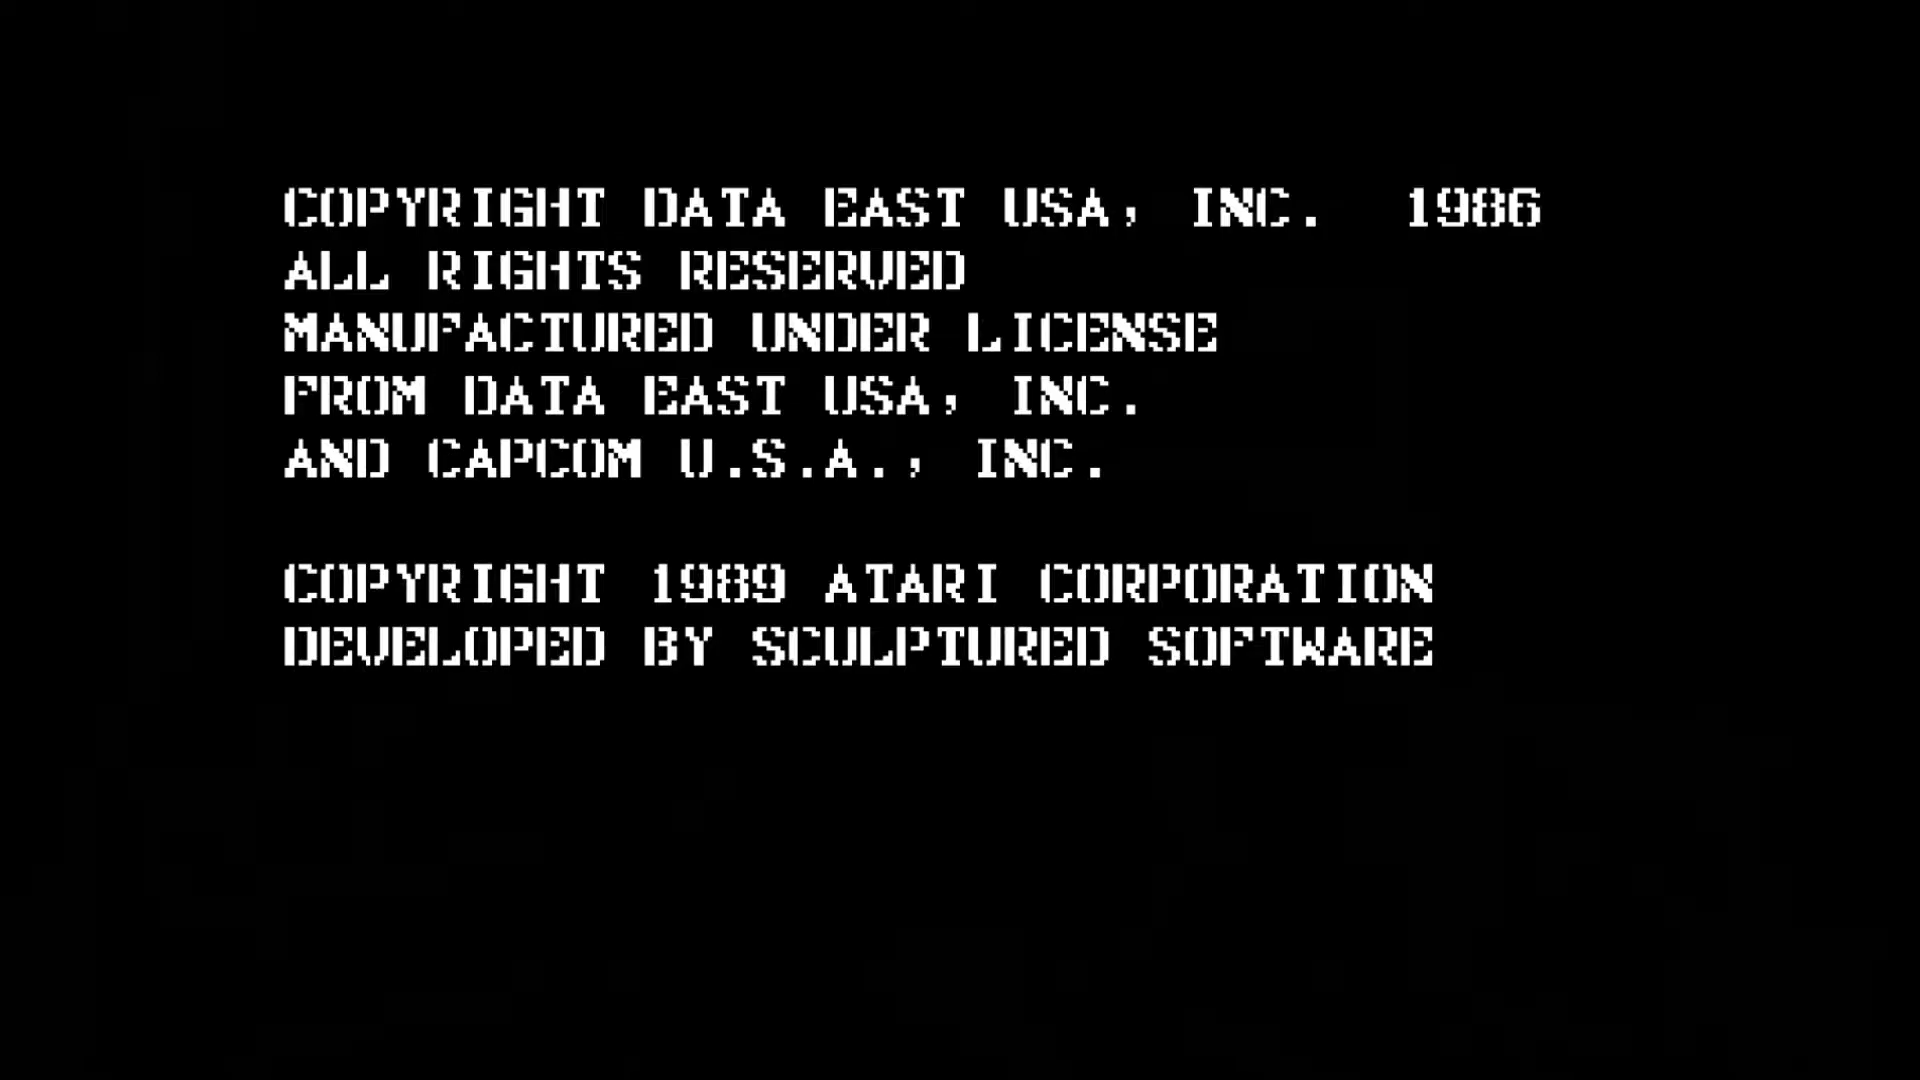 COPYRIGHT DATA EAST USA, INC.  1986
ALL RIGHTS RESERVED
MANUFACTURED UNDER LICENSE
FROM DATA EAST USA, INC.
AND CAPCOM U.S.A., INC.
COPYRIGHT 1989 ATARI CORPORATION
DEVELOPED BY SCULPTURED SOFTWARE